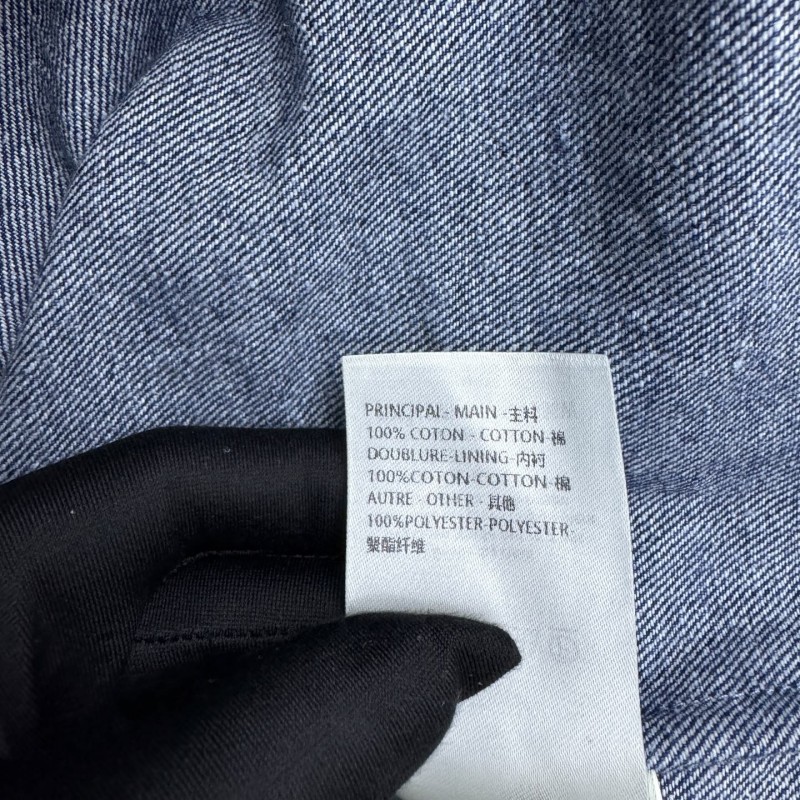 PRINCIPAL- MAIN -主料
100% COTON - COTTON-棉
DOUBLURE-LINING-内衬
100%COTON-COTTON-棉
AUTRE - OTHER - 其他
100%POLYESTER-POLYESTER-
聚酯纤维